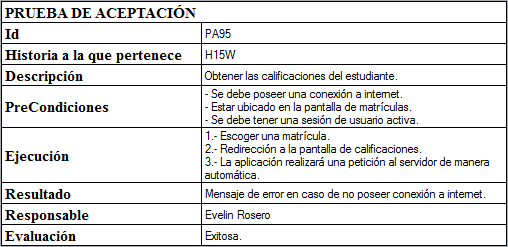 PRUEBA DE ACEPTACIÓN
Id PA95
Historia a la que pertenece H15W
Descripción Obtener las calificaciones del estudiante.
PreCondiciones - Se debe poseer una conexión a internet.
- Estar ubicado en la pantalla de matrículas.
- Se debe tener una sesión de usuario activa.
Ejecución 1.- Escoger una matrícula.
2.- Redirección a la pantalla de calificaciones.
3.- La aplicación realizará una petición al servidor de manera
automática.
Resultado Mensaje de error en caso de no poseer conexión a internet.
Responsable Evelin Rosero
Evaluación Exitosa.